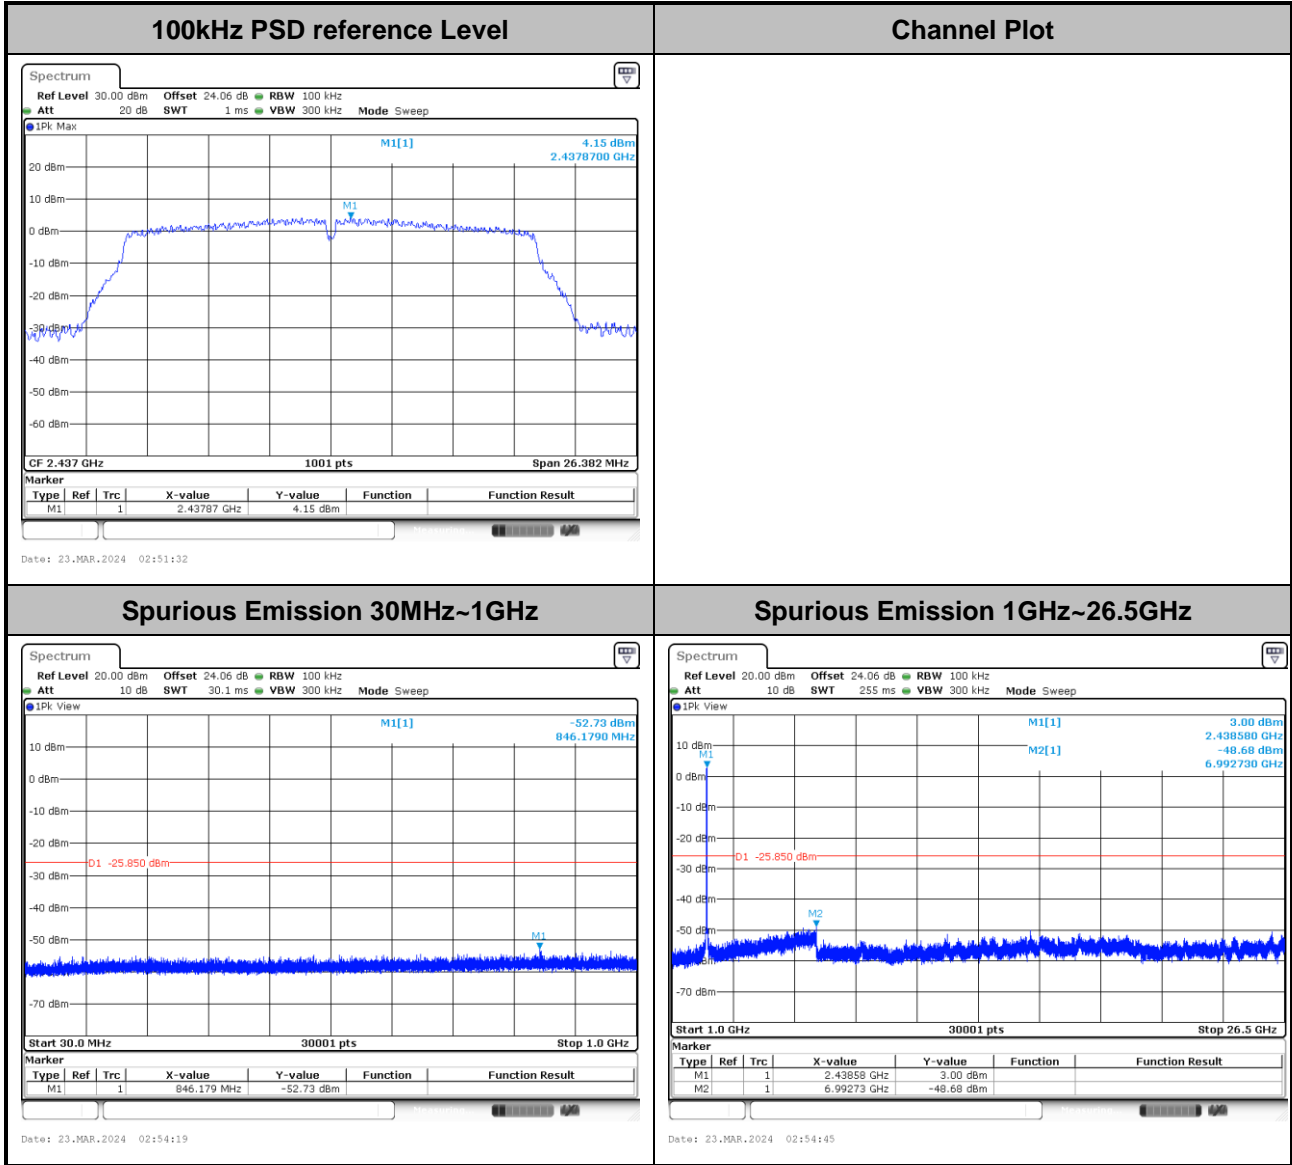 100kHz PSD reference Level
Channel Plot
Spectrum
Ref Level 30.00 dBm Offset 24.06 dB RBW 100 kHz
Att 20 dB SWT 1 ms VBW 300 kHz Mode Sweep
1Pk Max
M1[1] 4.15 dBm
2.4378700 GHz
20 dBm
10 dBm
M1
0 dBm
-10 dBm
-20 dBm
-30 dBm
-40 dBm
-50 dBm
-60 dBm
CF 2.437 GHz 1001 pts Span 26.382 MHz
Marker
Type Ref Trc X-value Y-value Function Function Result
M1 1 2.43787 GHz 4.15 dBm
Date: 23.MAR.2024 02:51:32
Spurious Emission 30MHz~1GHz
Spectrum
Ref Level 20.00 dBm Offset 24.06 dB RBW 100 kHz
Att 10 dB SWT 30.1 ms VBW 300 kHz Mode Sweep
1Pk View
M1[1] -52.73 dBm
846.1790 MHz
10 dBm
0 dBm
-10 dBm
-20 dBm
D1 -25.850 dBm
-30 dBm
-40 dBm
-50 dBm
M1
-70 dBm
Start 30.0 MHz 30001 pts Stop 1.0 GHz
Marker
Type Ref Trc X-value Y-value Function Function Result
M1 1 846.179 MHz -52.73 dBm
Date: 23.MAR.2024 02:54:19
Spurious Emission 1GHz~26.5GHz
Spectrum
Ref Level 20.00 dBm Offset 24.06 dB RBW 100 kHz
Att 10 dB SWT 255 ms VBW 300 kHz Mode Sweep
1Pk View
M1[1] 3.00 dBm
2.438580 GHz
M2[1] -48.68 dBm
6.992730 GHz
10 dBm
M1
0 dBm
-10 dBm
-20 dBm
D1 -25.850 dBm
-30 dBm
-40 dBm
M2
-50 dBm
-70 dBm
Start 1.0 GHz 30001 pts Stop 26.5 GHz
Marker
Type Ref Trc X-value Y-value Function Function Result
M1 1 2.43858 GHz 3.00 dBm
M2 1 6.99273 GHz -48.68 dBm
Date: 23.MAR.2024 02:54:45